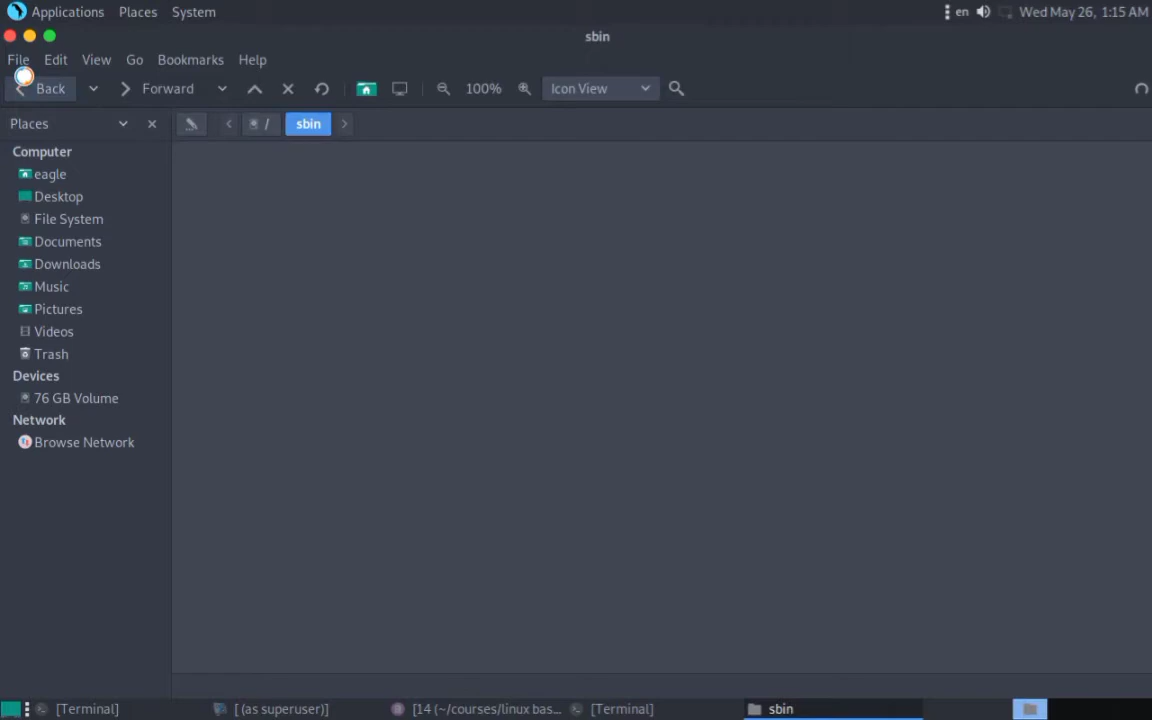 Applications Places System en Wed May 26, 1:15 AM
sbin
File Edit View Go Bookmarks Help
Back Forward 100% Icon View
Places / sbin
Computer
eagle
Desktop
File System
Documents
Downloads
Music
Pictures
Videos
Trash
Devices
76 GB Volume
Network
Browse Network
[Terminal] [ (as superuser)] [14 (~/courses/linux bas... [Terminal] sbin